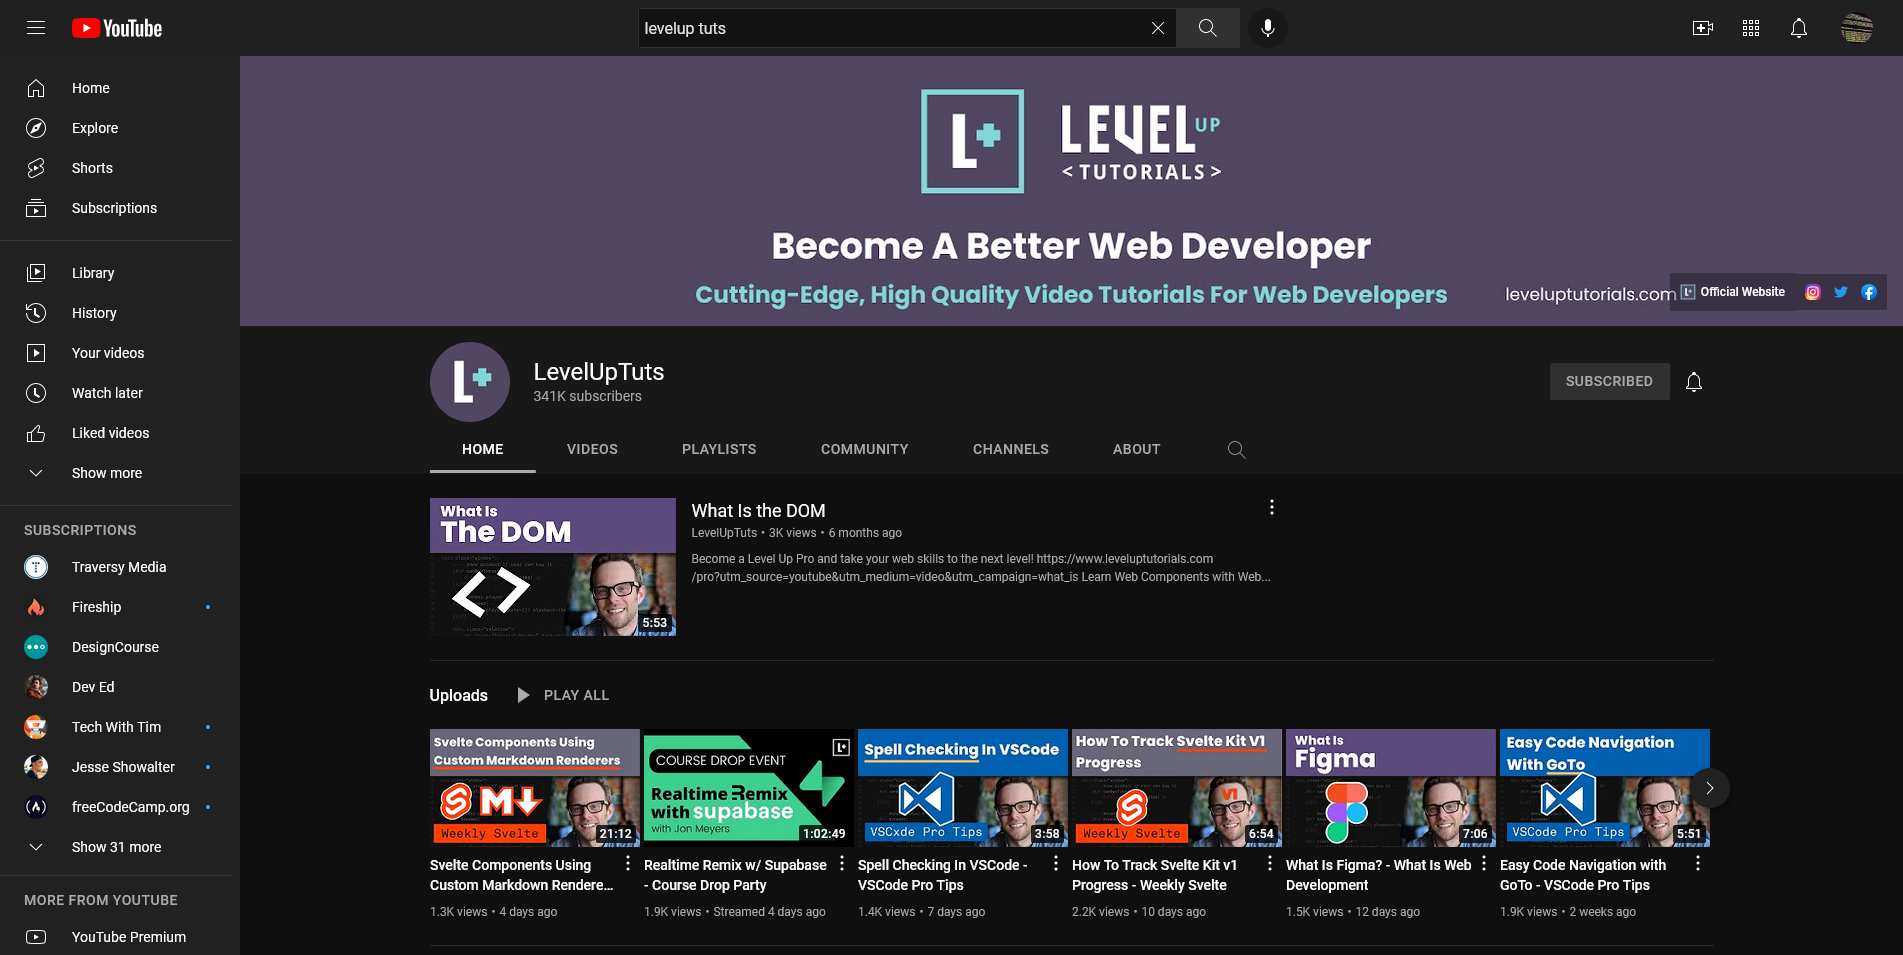 YouTube
levelup tuts
Home
Explore
Shorts
Subscriptions
Library
History
Your videos
Watch later
Liked videos
Show more
SUBSCRIPTIONS
Traversy Media
Fireship
DesignCourse
Dev Ed
Tech With Tim
Jesse Showalter
freeCodeCamp.org
Show 31 more
MORE FROM YOUTUBE
YouTube Premium
L+
LEVEL UP
<TUTORIALS>
Become A Better Web Developer
Cutting-Edge, High Quality Video Tutorials For Web Developers
leveluptutorials.com
Official Website
L+
LevelUpTuts
341K subscribers
SUBSCRIBED
HOME
VIDEOS
PLAYLISTS
COMMUNITY
CHANNELS
ABOUT
What Is
The DOM
5:53
What Is the DOM
LevelUpTuts • 3K views • 6 months ago
Become a Level Up Pro and take your web skills to the next level! https://www.leveluptutorials.com
/pro?utm_source=youtube&utm_medium=video&utm_campaign=what_is Learn Web Components with Web...
Uploads
PLAY ALL
Svelte Components Using
Custom Markdown Renderers
Weekly Svelte
21:12
Svelte Components Using
Custom Markdown Rendere...
1.3K views • 4 days ago
COURSE DROP EVENT
Realtime Remix
with supabase
with Jon Meyers
1:02:49
Realtime Remix w/ Supabase
- Course Drop Party
1.9K views • Streamed 4 days ago
Spell Checking In VSCode
VSCxde Pro Tips
3:58
Spell Checking In VSCode -
VSCode Pro Tips
1.4K views • 7 days ago
How To Track Svelte Kit V1
Progress
V1
Weekly Svelte
6:54
How To Track Svelte Kit v1
Progress - Weekly Svelte
2.2K views • 10 days ago
What Is
Figma
7:06
What Is Figma? - What Is Web
Development
1.5K views • 12 days ago
Easy Code Navigation
With GoTo
VSCode Pro Tips
5:51
Easy Code Navigation with
GoTo - VSCode Pro Tips
1.9K views • 2 weeks ago